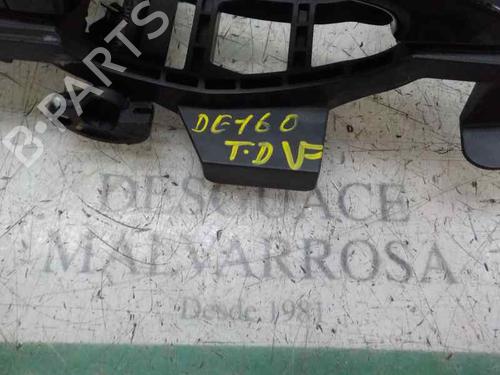 B-PARTS
DE160
T.D VF
DESGUACE
MALVARROSA
Desde 1981